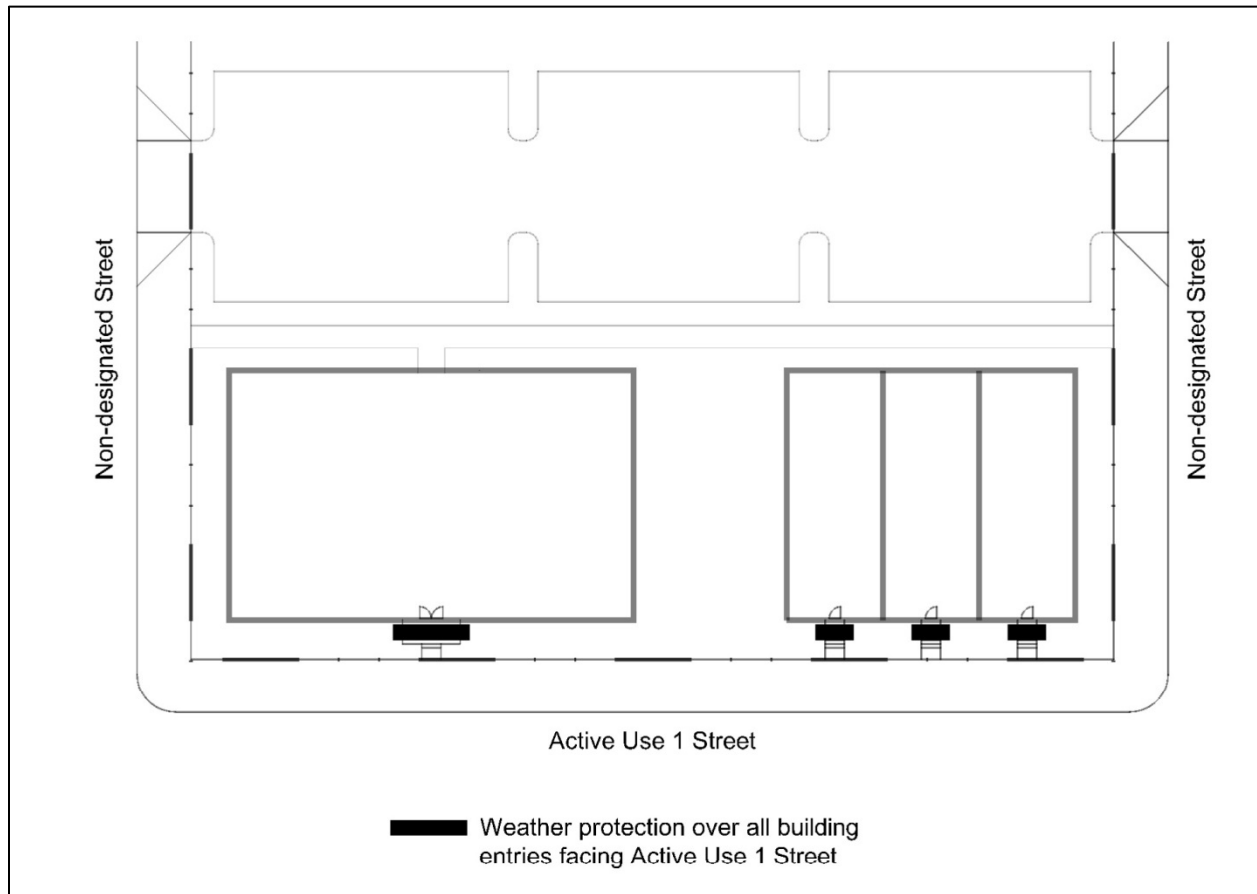 Non-designated Street
Non-designated Street
Active Use 1 Street
Weather protection over all building
entries facing Active Use 1 Street